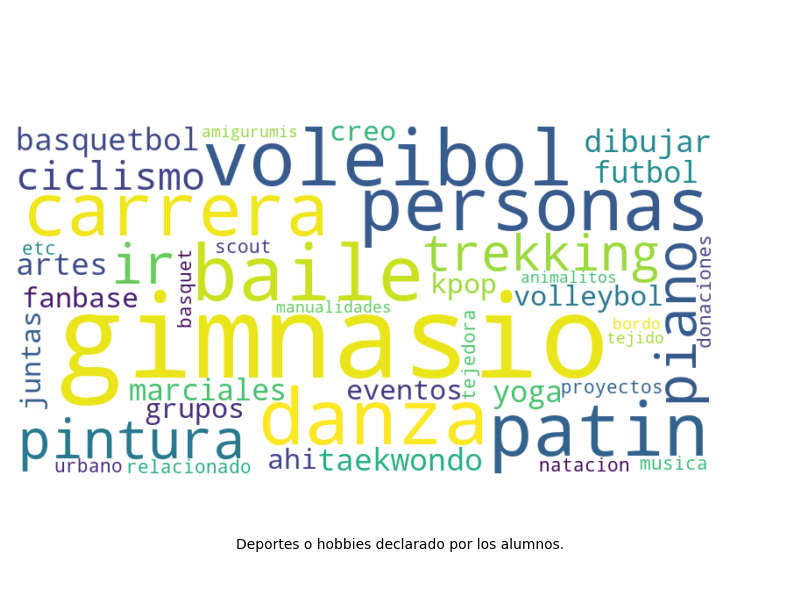 basquetbol
amigurumis
creo
voleibol
dibujar
ciclismo
futbol
carrera
personas
etc
scout
trekking
artes
ir
basquet
baile
kpop
animalitos
piano
donaciones
fanbase
manualidades
volleybol
gimnasio
juntas
tejedora
bordo
tejido
marciales
eventos
yoga
proyectos
grupos
danza
patin
pintura
urbano
relacionado
ahi
taekwondo
natacion
musica
Deportes o hobbies declarado por los alumnos.